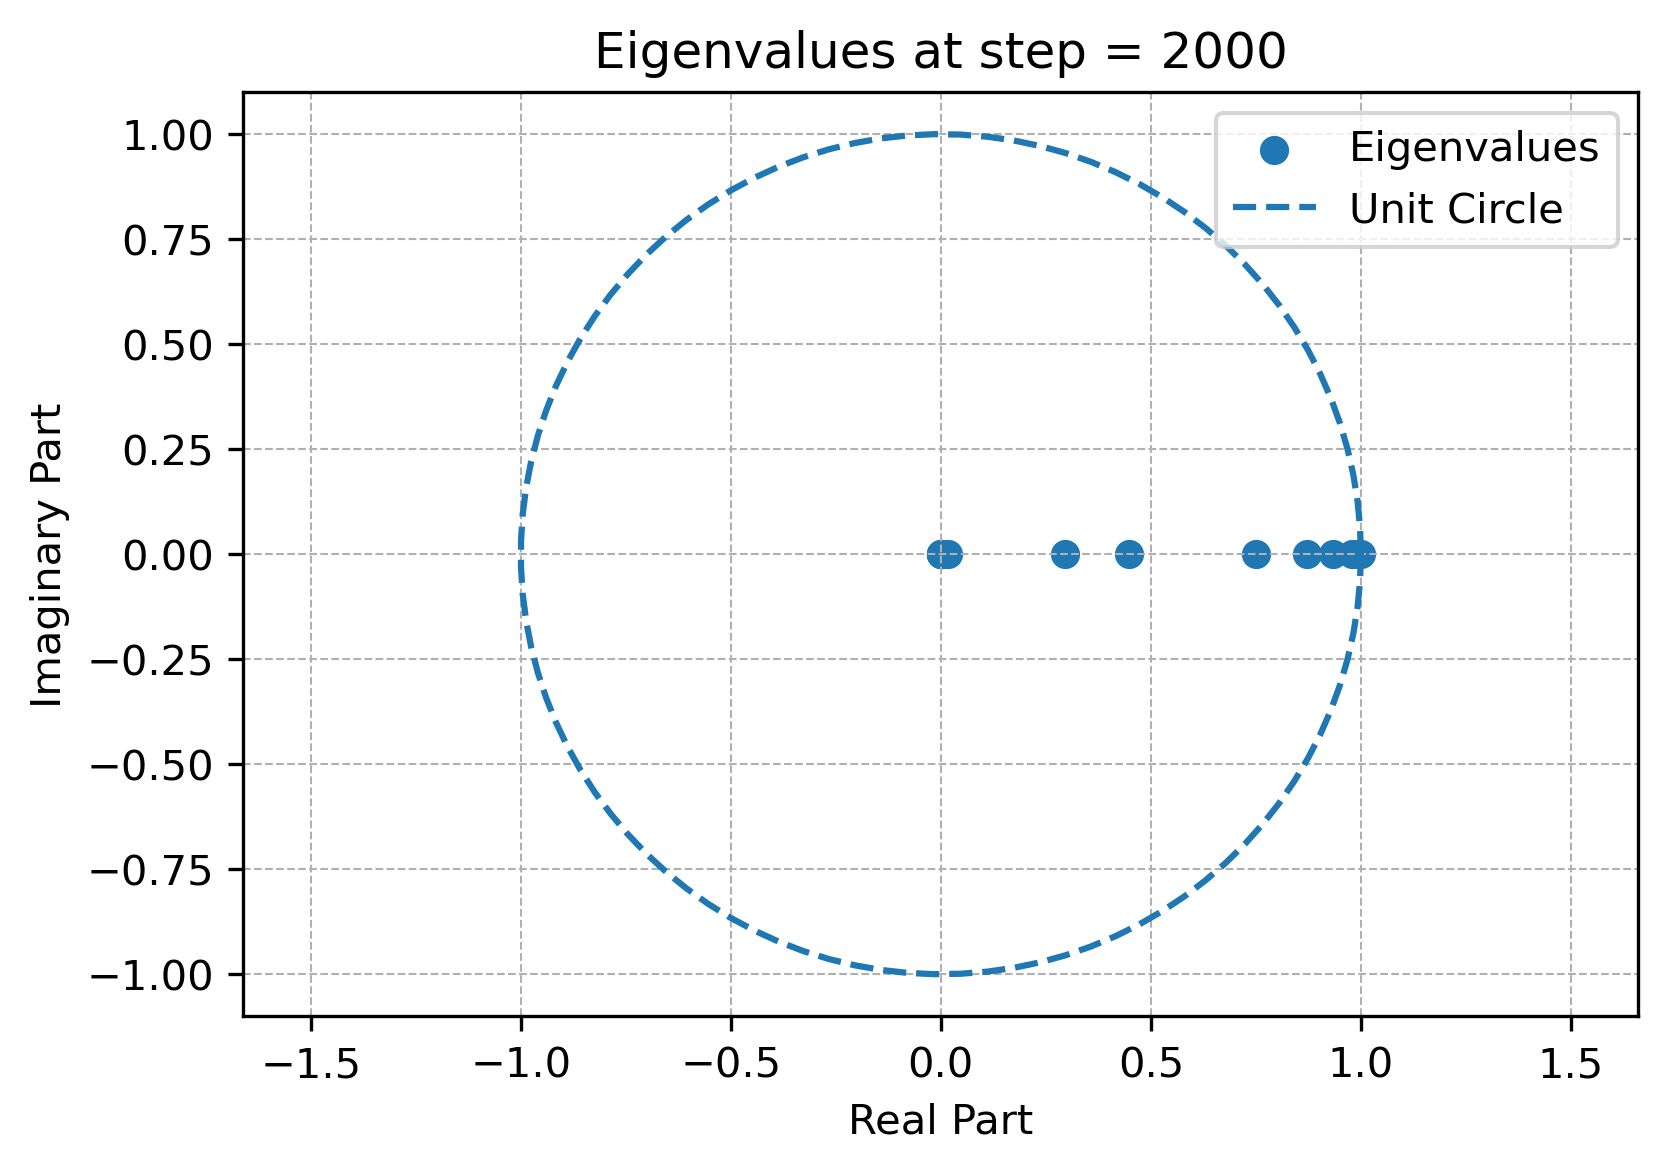 Eigenvalues at step = 2000
Eigenvalues
Unit Circle
1.00
0.75
0.50
0.25
0.00
−0.25
−0.50
−0.75
−1.00
Imaginary Part
−1.5 −1.0 −0.5 0.0 0.5 1.0 1.5
Real Part